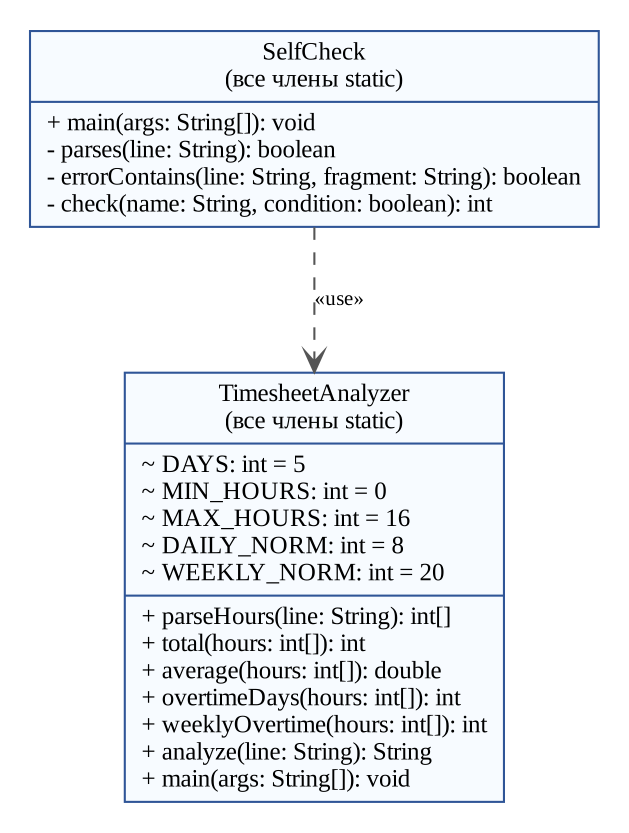 SelfCheck
(все члены static)
+ main(args: String[]): void
- parses(line: String): boolean
- errorContains(line: String, fragment: String): boolean
- check(name: String, condition: boolean): int
«use»
TimesheetAnalyzer
(все члены static)
~ DAYS: int = 5
~ MIN_HOURS: int = 0
~ MAX_HOURS: int = 16
~ DAILY_NORM: int = 8
~ WEEKLY_NORM: int = 20
+ parseHours(line: String): int[]
+ total(hours: int[]): int
+ average(hours: int[]): double
+ overtimeDays(hours: int[]): int
+ weeklyOvertime(hours: int[]): int
+ analyze(line: String): String
+ main(args: String[]): void